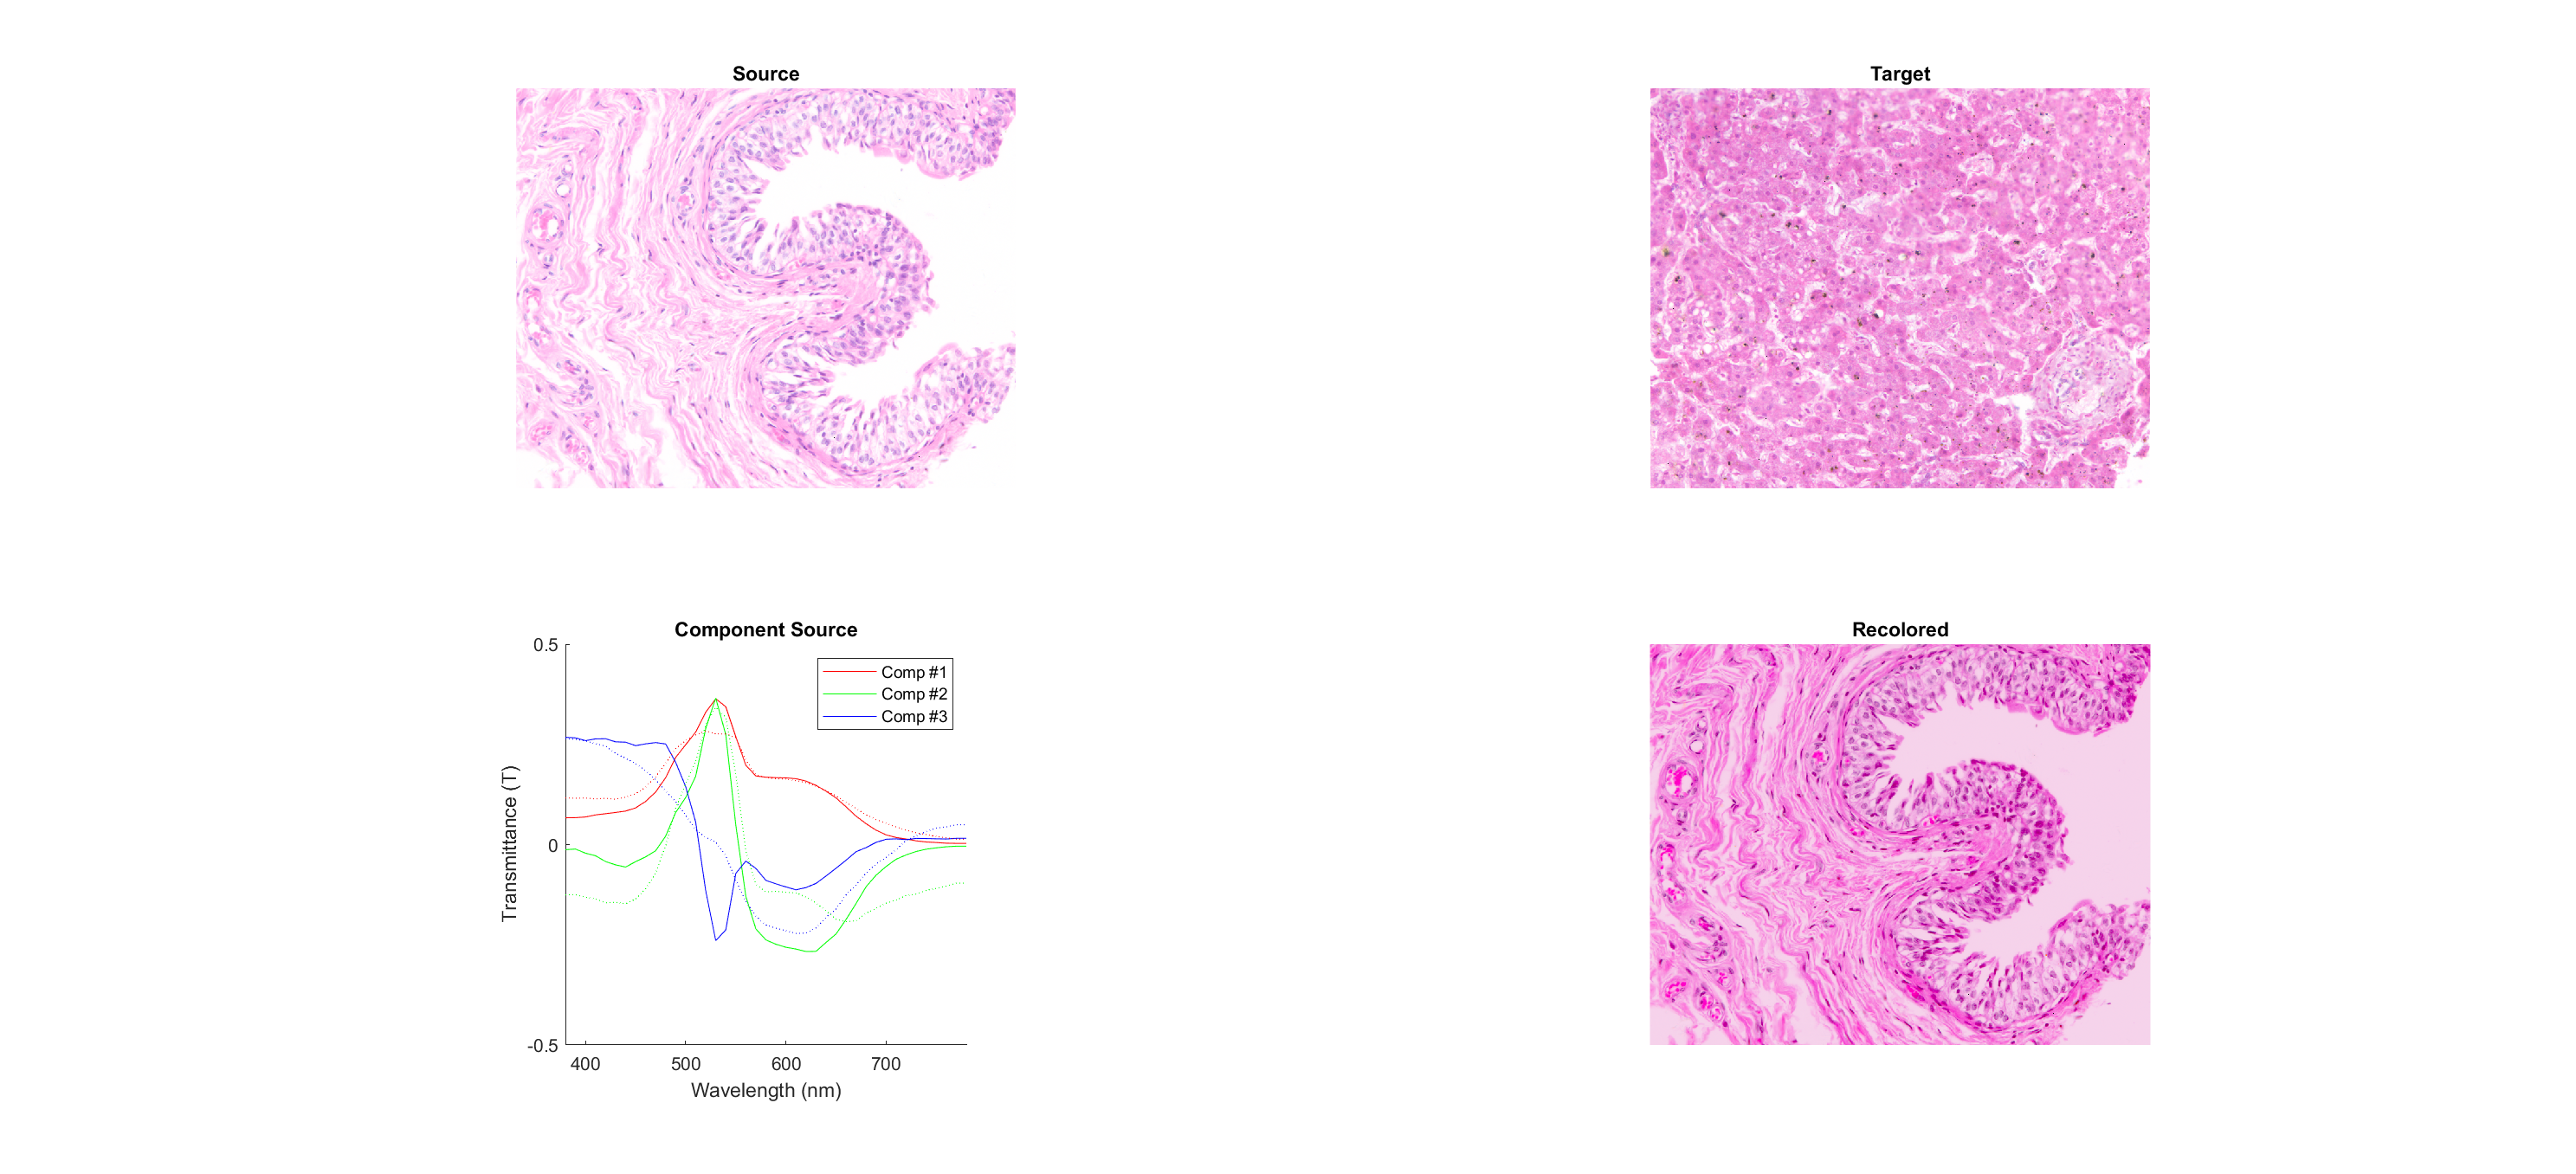 Source
Target
Component Source
0.5
0
-0.5
Transmittance (T)
Comp #1
Comp #2
Comp #3
400 500 600 700
Wavelength (nm)
Recolored